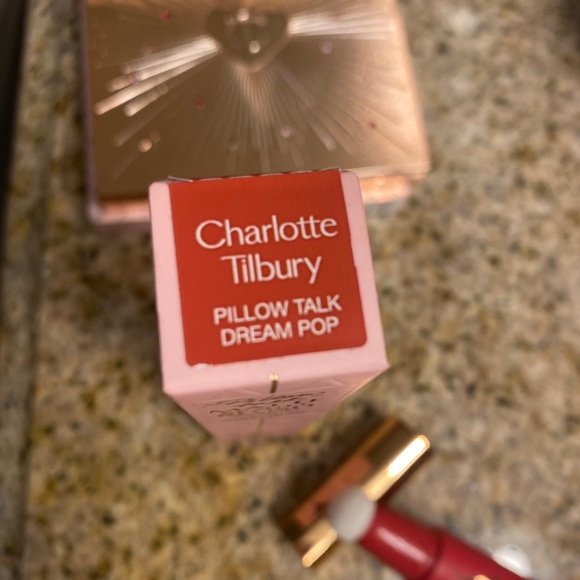 Charlotte
Tilbury
PILLOW TALK
DREAM POP